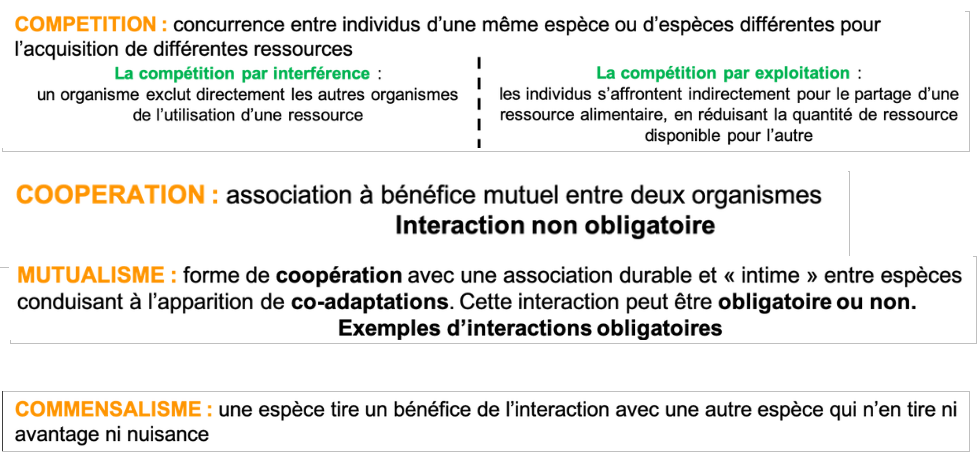 COMPETITION : concurrence entre individus d’une même espèce ou d’espèces différentes pour
l’acquisition de différentes ressources
La compétition par interférence :
un organisme exclut directement les autres organismes
de l’utilisation d’une ressource
La compétition par exploitation :
les individus s’affrontent indirectement pour le partage d’une
ressource alimentaire, en réduisant la quantité de ressource
disponible pour l’autre
COOPERATION : association à bénéfice mutuel entre deux organismes
Interaction non obligatoire
MUTUALISME : forme de coopération avec une association durable et « intime » entre espèces
conduisant à l’apparition de co-adaptations. Cette interaction peut être obligatoire ou non.
Exemples d’interactions obligatoires
COMMENSALISME : une espèce tire un bénéfice de l’interaction avec une autre espèce qui n’en tire ni
avantage ni nuisance